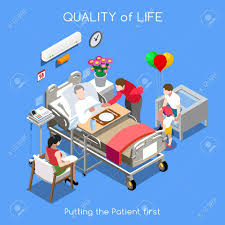 QUALITY of LIFE
Putting the Patient first